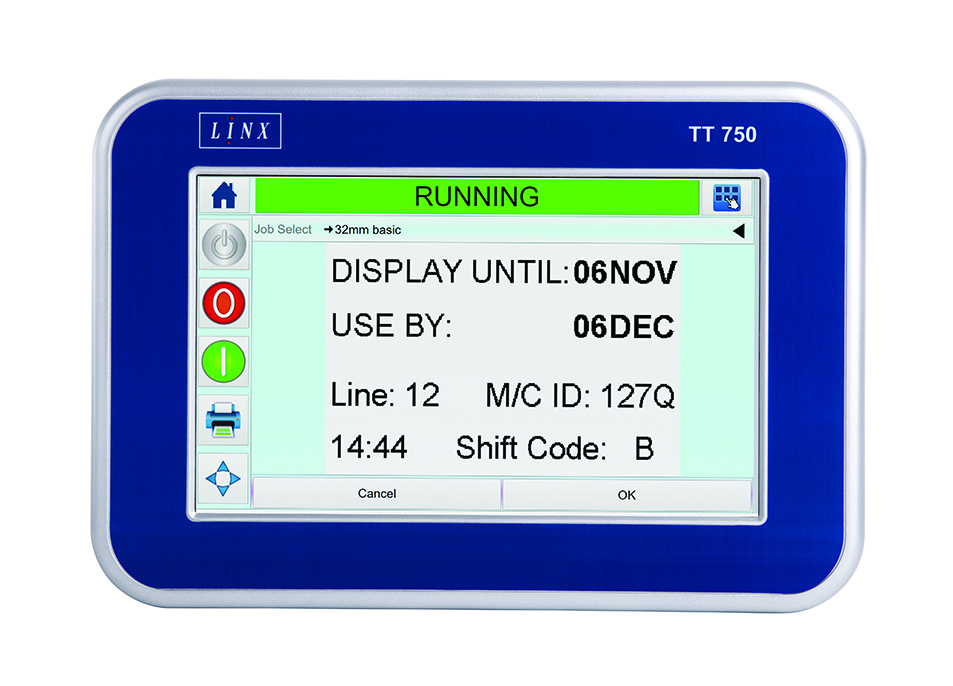 LINX
TT 750
RUNNING
Job Select ➔32mm basic
DISPLAY UNTIL: 06NOV
USE BY: 06DEC
Line: 12 M/C ID: 127Q
14:44 Shift Code: B
Cancel OK